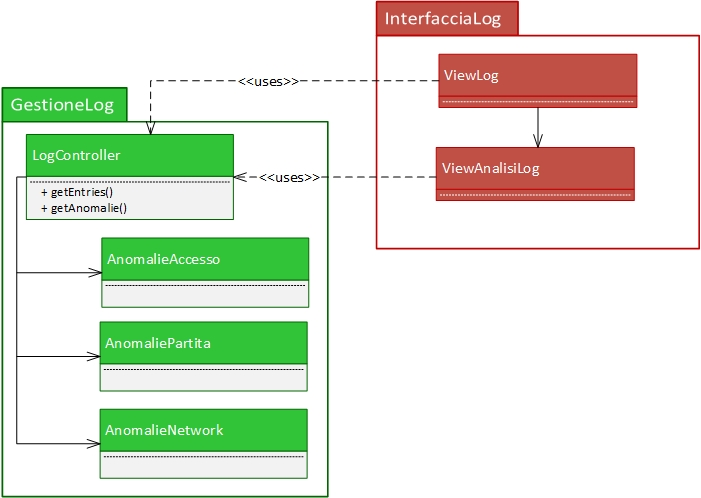 InterfacciaLog
ViewLog
<<uses>>
GestioneLog
LogController
+ getEntries()
+ getAnomalie()
<<uses>>
ViewAnalisiLog
AnomalieAccesso
AnomaliePartita
AnomalieNetwork